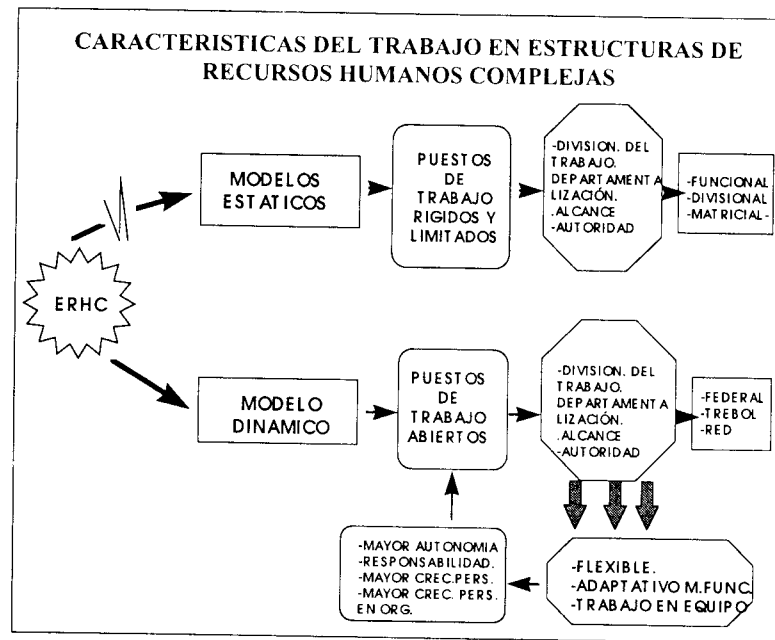 CARACTERISTICAS DEL TRABAJO EN ESTRUCTURAS DE
RECURSOS HUMANOS COMPLEJAS
ERHC
MODELOS
ESTATICOS
PUESTOS
DE
TRABAJO
RIGIDOS Y
LIMITADOS
-DIVISION. DEL
TRABAJO.
DEPARTAMENTA
LIZACIÓN.
.ALCANCE
-AUTORIDAD
-FUNCIONAL
-DIVISIONAL
-MATRICIAL-
MODELO
DINAMICO
PUESTOS
DE
TRABAJO
ABIERTOS
-DIVISION. DEL
TRABAJO.
DEPARTAMENTA
LIZACIÓN.
.ALCANCE
-AUTORIDAD
-FEDERAL
-TREBOL
-RED
-MAYOR AUTONOMIA
-RESPONSABILIDAD.
-MAYOR CREC.PERS.
-MAYOR CREC. PERS.
EN ORG.
-FLEXIBLE.
-ADAPTATIVO M.FUNC.
-TRABAJO EN EQUIPO